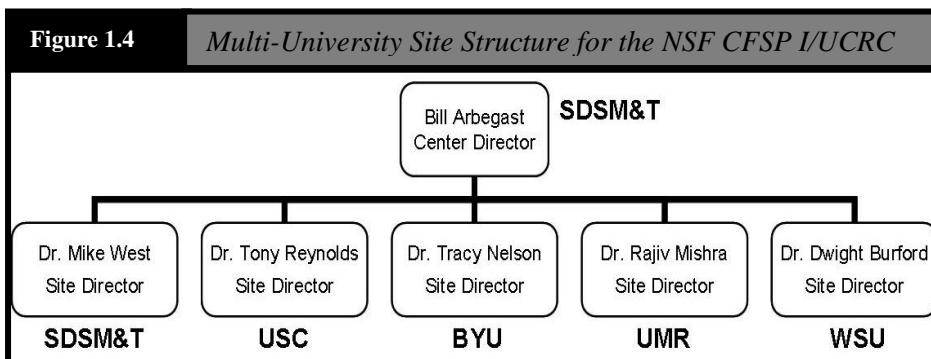 Figure 1.4
Multi-University Site Structure for the NSF CFSP I/UCRC
Bill Arbegast
Center Director
SDSM&T
Dr. Mike West
Site Director
SDSM&T
Dr. Tony Reynolds
Site Director
USC
Dr. Tracy Nelson
Site Director
BYU
Dr. Rajiv Mishra
Site Director
UMR
Dr. Dwight Burford
Site Director
WSU